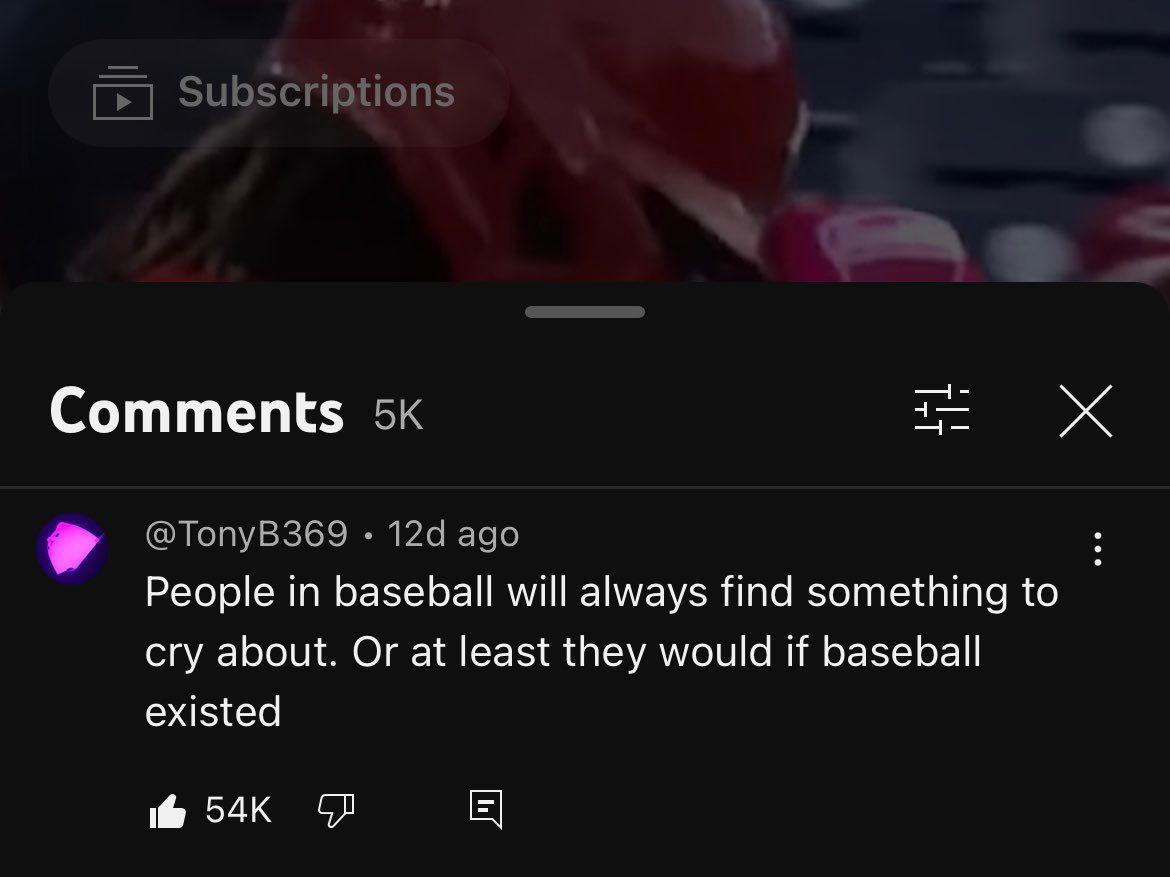 Subscriptions
Comments 5K
@TonyB369 • 12d ago
People in baseball will always find something to
cry about. Or at least they would if baseball
existed
54K